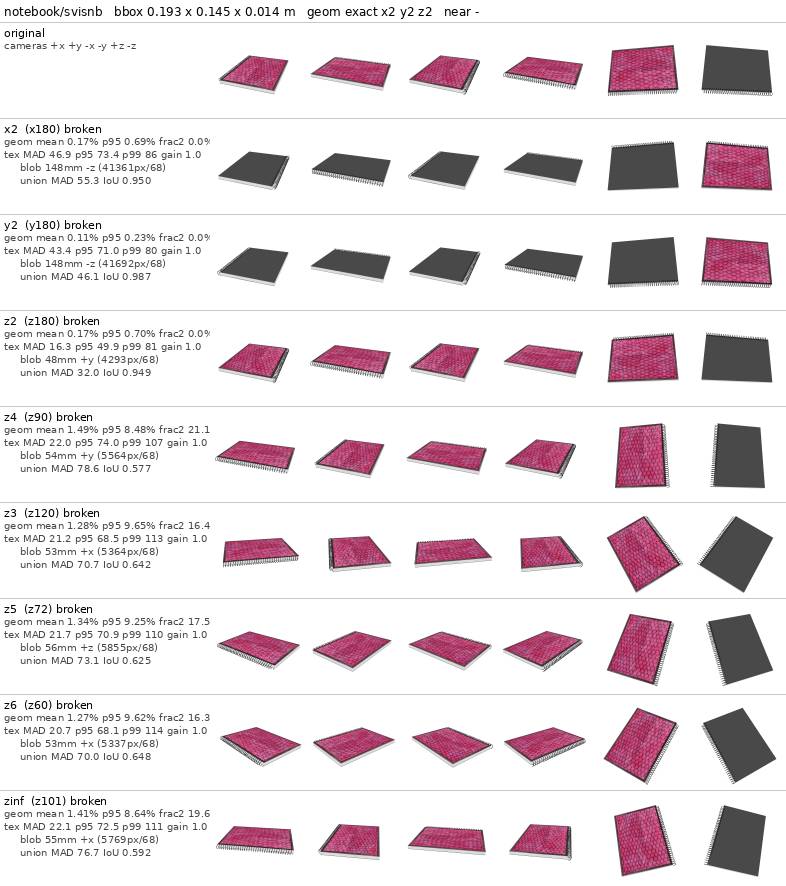 notebook/svisnb   bbox 0.193 x 0.145 x 0.014 m   geom exact x2 y2 z2   near -
original
cameras +x +y -x -y +z -z
x2  (x180) broken
geom mean 0.17% p95 0.69% frac2 0.0%
tex MAD 46.9 p95 73.4 p99 86 gain 1.0
blob 148mm -z (41361px/68)
union MAD 55.3 IoU 0.950
y2  (y180) broken
geom mean 0.11% p95 0.23% frac2 0.0%
tex MAD 43.4 p95 71.0 p99 80 gain 1.0
blob 148mm -z (41692px/68)
union MAD 46.1 IoU 0.987
z2  (z180) broken
geom mean 0.17% p95 0.70% frac2 0.0%
tex MAD 16.3 p95 49.9 p99 81 gain 1.0
blob 48mm +y (4293px/68)
union MAD 32.0 IoU 0.949
z4  (z90) broken
geom mean 1.49% p95 8.48% frac2 21.1
tex MAD 22.0 p95 74.0 p99 107 gain 1.0
blob 54mm +y (5564px/68)
union MAD 78.6 IoU 0.577
z3  (z120) broken
geom mean 1.28% p95 9.65% frac2 16.4
tex MAD 21.2 p95 68.5 p99 113 gain 1.0
blob 53mm +x (5364px/68)
union MAD 70.7 IoU 0.642
z5  (z72) broken
geom mean 1.34% p95 9.25% frac2 17.5
tex MAD 21.7 p95 70.9 p99 110 gain 1.0
blob 56mm +z (5855px/68)
union MAD 73.1 IoU 0.625
z6  (z60) broken
geom mean 1.27% p95 9.62% frac2 16.3
tex MAD 20.7 p95 68.1 p99 114 gain 1.0
blob 53mm +x (5337px/68)
union MAD 70.0 IoU 0.648
zinf  (z101) broken
geom mean 1.41% p95 8.64% frac2 19.6
tex MAD 22.1 p95 72.5 p99 111 gain 1.0
blob 55mm +x (5769px/68)
union MAD 76.7 IoU 0.592